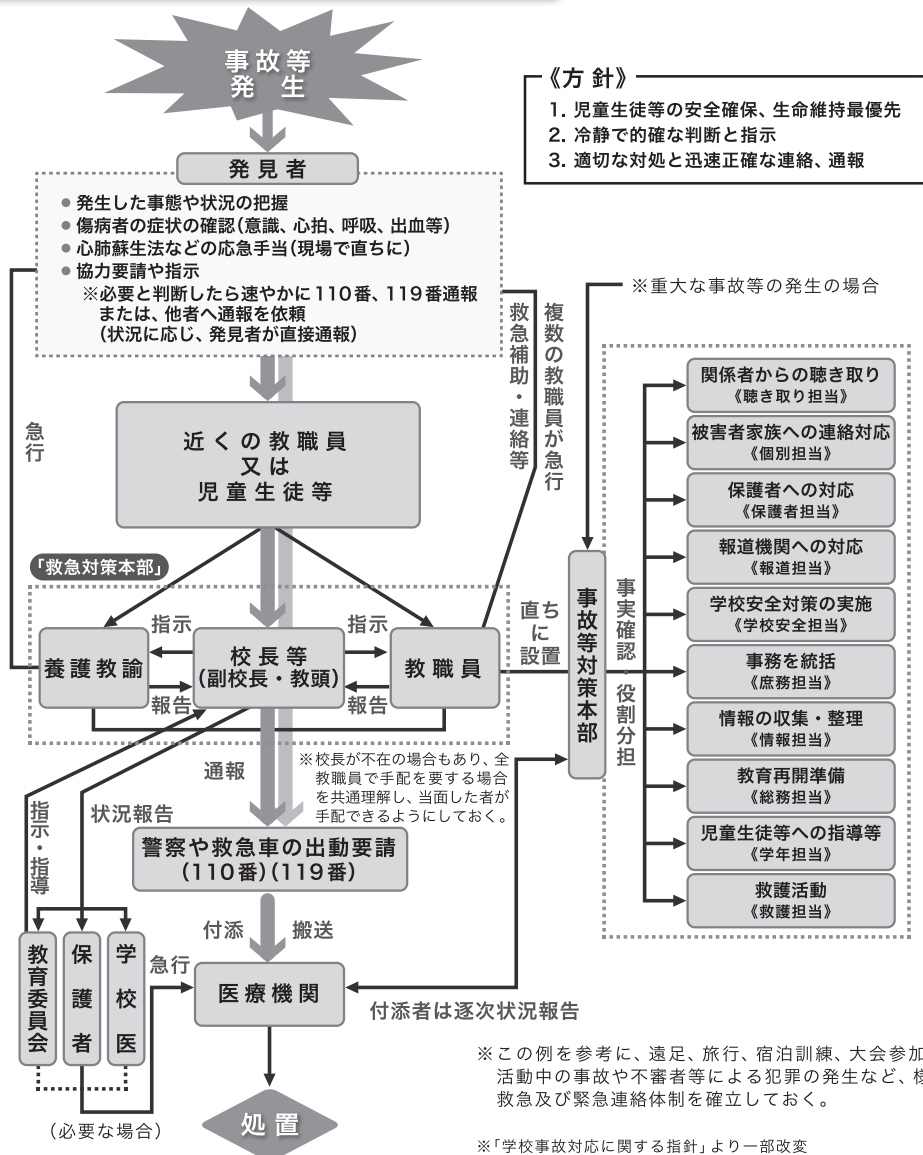 事故等
発生
《方針》
1. 児童生徒等の安全確保、生命維持最優先
2. 冷静で的確な判断と指示
3. 適切な対処と迅速正確な連絡、通報
発見者
● 発生した事態や状況の把握
● 傷病者の症状の確認(意識、心拍、呼吸、出血等)
● 心肺蘇生法などの応急手当(現場で直ちに)
● 協力要請や指示
※必要と判断したら速やかに110番、119番通報
または、他者へ通報を依頼
(状況に応じ、発見者が直接通報)
急行
複数の教職員が急行
救急補助・連絡等
※重大な事故等の発生の場合
近くの教職員
又は
児童生徒等
「救急対策本部」
養護教諭
指示
報告
校長等
(副校長・教頭)
指示
報告
教職員
直ち
に
設置
事故等対策本部
事実確認・役割分担
関係者からの聴き取り
《聴き取り担当》
被害者家族への連絡対応
《個別担当》
保護者への対応
《保護者担当》
報道機関への対応
《報道担当》
学校安全対策の実施
《学校安全担当》
事務を統括
《庶務担当》
情報の収集・整理
《情報担当》
教育再開準備
《総務担当》
児童生徒等への指導等
《学年担当》
救護活動
《救護担当》
通報
※校長が不在の場合もあり、全
教職員で手配を要する場合
を共通理解し、当面した者が
手配できるようにしておく。
指示・指導
状況報告
警察や救急車の出動要請
(110番)(119番)
付添
搬送
教育委員会
保護者
学校医
急行
医療機関
付添者は逐次状況報告
(必要な場合)
処置
※この例を参考に、遠足、旅行、宿泊訓練、大会参加
活動中の事故や不審者等による犯罪の発生など、様
救急及び緊急連絡体制を確立しておく。
※「学校事故対応に関する指針」より一部改変